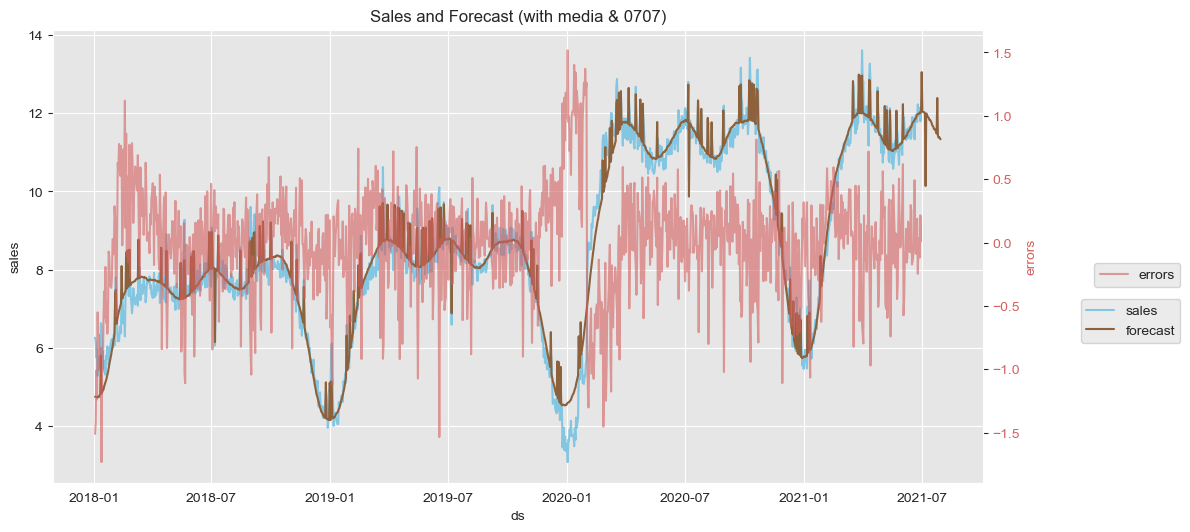 Sales and Forecast (with media & 0707)
14
12
10
8
6
4
sales
1.5
1.0
0.5
0.0
−0.5
−1.0
−1.5
errors
errors
sales
forecast
2018-01 2018-07 2019-01 2019-07 2020-01 2020-07 2021-01 2021-07
ds